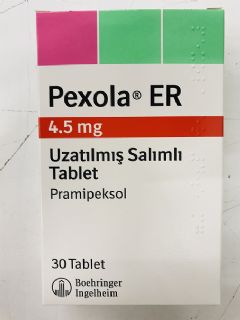 Pexola® ER
4.5 mg
Uzatılmış Salımlı
Tablet
Pramipeksol
30 Tablet
Boehringer
Ingelheim